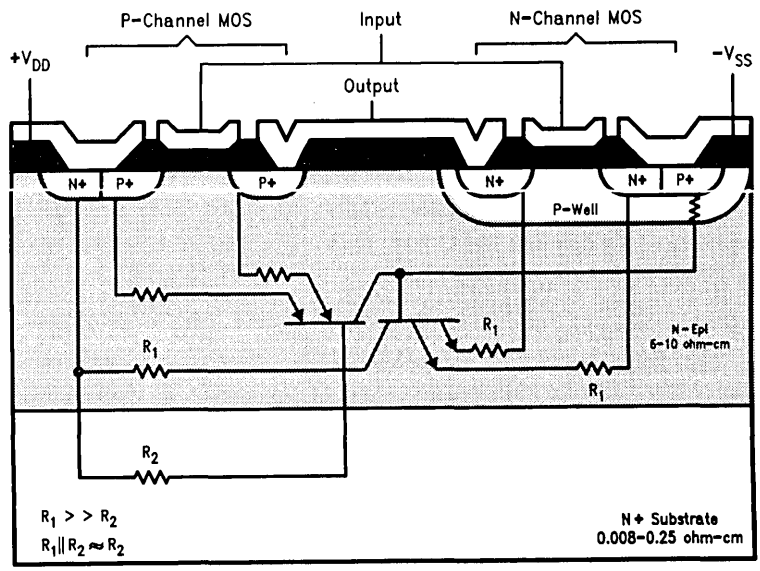 P-Channel MOS
Input
N-Channel MOS
+VDD
-VSS
Output
N+
P+
P+
N+
N+
P+
P-Well
R1
N-Epi
6-10 ohm-cm
R1
R1
R2
R1 > > R2
R1||R2 ≈ R2
N+ Substrate
0.008-0.25 ohm-cm